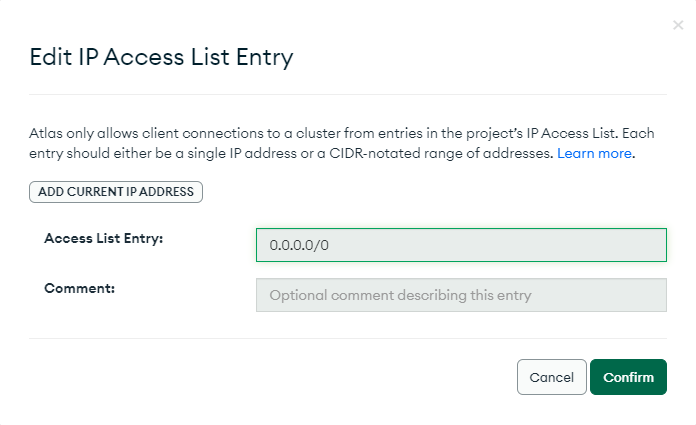 Edit IP Access List Entry
Atlas only allows client connections to a cluster from entries in the project’s IP Access List. Each
entry should either be a single IP address or a CIDR-notated range of addresses. Learn more.
ADD CURRENT IP ADDRESS
Access List Entry:
0.0.0.0/0
Comment:
Optional comment describing this entry
Cancel
Confirm